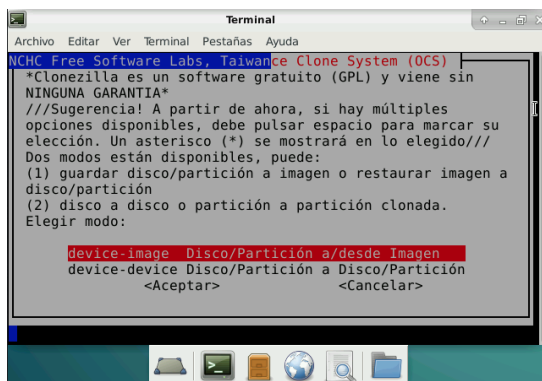 Terminal
Archivo Editar Ver Terminal Pestañas Ayuda
NCHC Free Software Labs, Taiwance Clone System (OCS)
*Clonezilla es un software gratuito (GPL) y viene sin
NINGUNA GARANTIA*
///Sugerencia! A partir de ahora, si hay múltiples
opciones disponibles, debe pulsar espacio para marcar su
elección. Un asterisco (*) se mostrará en lo elegido///
Dos modos están disponibles, puede:
(1) guardar disco/partición a imagen o restaurar imagen a
disco/partición
(2) disco a disco o partición a partición clonada.
Elegir modo:
device-image Disco/Partición a/desde Imagen
device-device Disco/Partición a Disco/Partición
<Aceptar> <Cancelar>